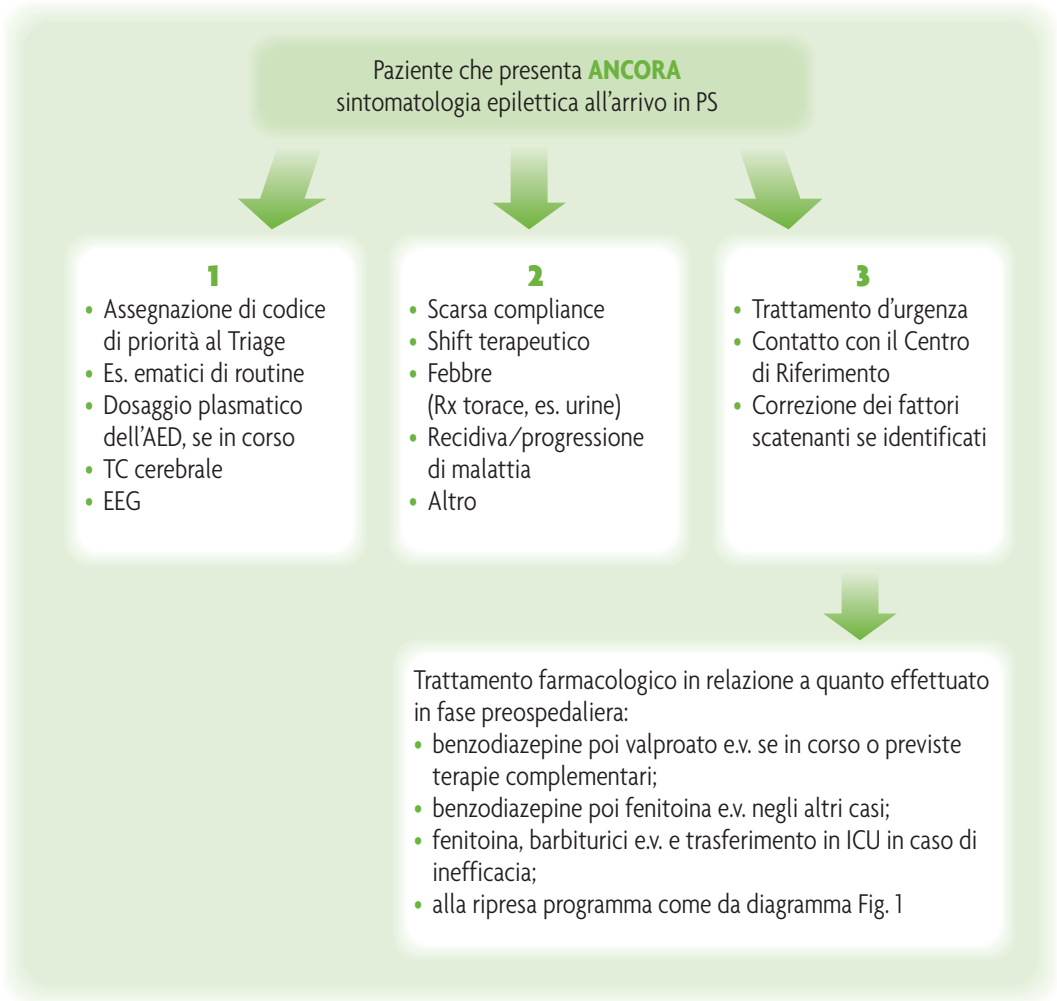 Paziente che presenta ANCORA
sintomatologia epilettica all'arrivo in PS
1
• Assegnazione di codice
di priorità al Triage
• Es. ematici di routine
• Dosaggio plasmatico
dell'AED, se in corso
• TC cerebrale
• EEG
2
• Scarsa compliance
• Shift terapeutico
• Febbre
(Rx torace, es. urine)
• Recidiva/progressione
di malattia
• Altro
3
• Trattamento d'urgenza
• Contatto con il Centro
di Riferimento
• Correzione dei fattori
scatenanti se identificati
Trattamento farmacologico in relazione a quanto effettuato
in fase preospedaliera:
• benzodiazepine poi valproato e.v. se in corso o previste
terapie complementari;
• benzodiazepine poi fenitoina e.v. negli altri casi;
• fenitoina, barbiturici e.v. e trasferimento in ICU in caso di
inefficacia;
• alla ripresa programma come da diagramma Fig. 1